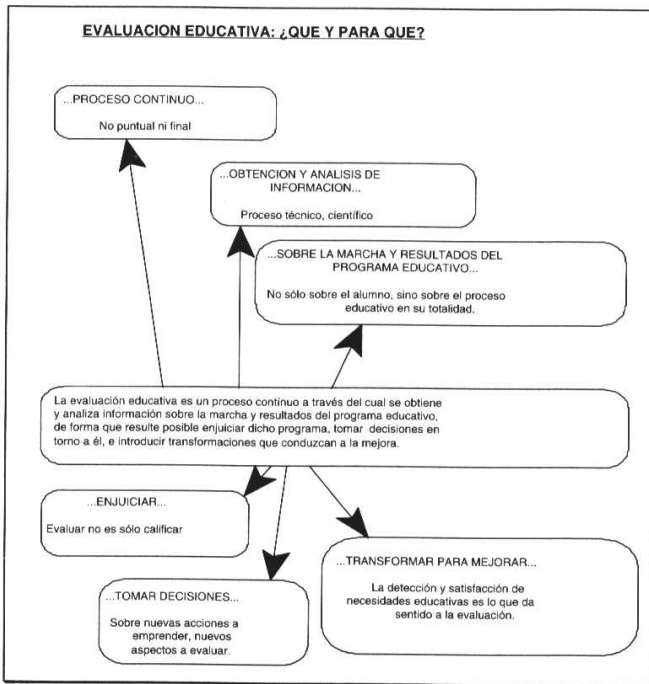 EVALUACION EDUCATIVA: ¿QUE Y PARA QUE?
...PROCESO CONTINUO...
No puntual ni final
...OBTENCION Y ANALISIS DE
INFORMACION...
Proceso técnico, científico
...SOBRE LA MARCHA Y RESULTADOS DEL
PROGRAMA EDUCATIVO...
No sólo sobre el alumno, sino sobre el proceso
educativo en su totalidad.
La evaluación educativa es un proceso contínuo a través del cual se obtiene
y analiza información sobre la marcha y resultados del programa educativo,
de forma que resulte posible enjuiciar dicho programa, tomar decisiones en
torno a él, e introducir transformaciones que conduzcan a la mejora.
...ENJUICIAR...
Evaluar no es sólo calificar
...TOMAR DECISIONES...
Sobre nuevas acciones a
emprender, nuevos
aspectos a evaluar.
...TRANSFORMAR PARA MEJORAR...
La detección y satisfacción de
necesidades educativas es lo que da
sentido a la evaluación.